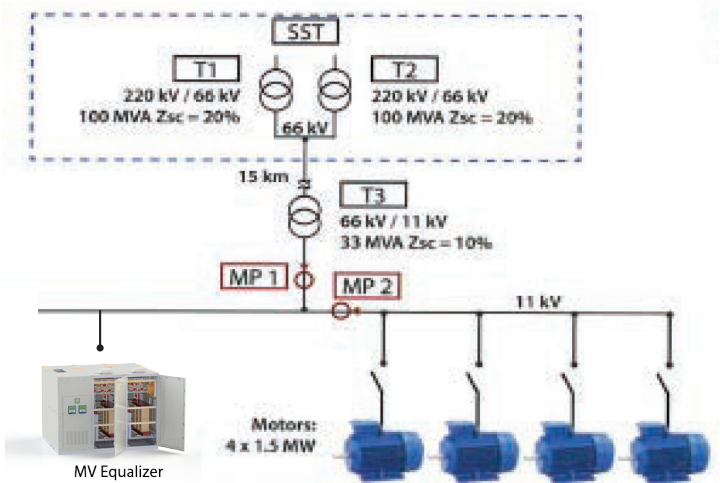 SST
T1
220 kV / 66 kV
100 MVA Zsc = 20%
T2
220 kV / 66 kV
100 MVA Zsc = 20%
66 kV
15 km
T3
66 kV / 11 kV
33 MVA Zsc = 10%
MP 1
MP 2
11 kV
Motors:
4 x 1.5 MW
MV Equalizer